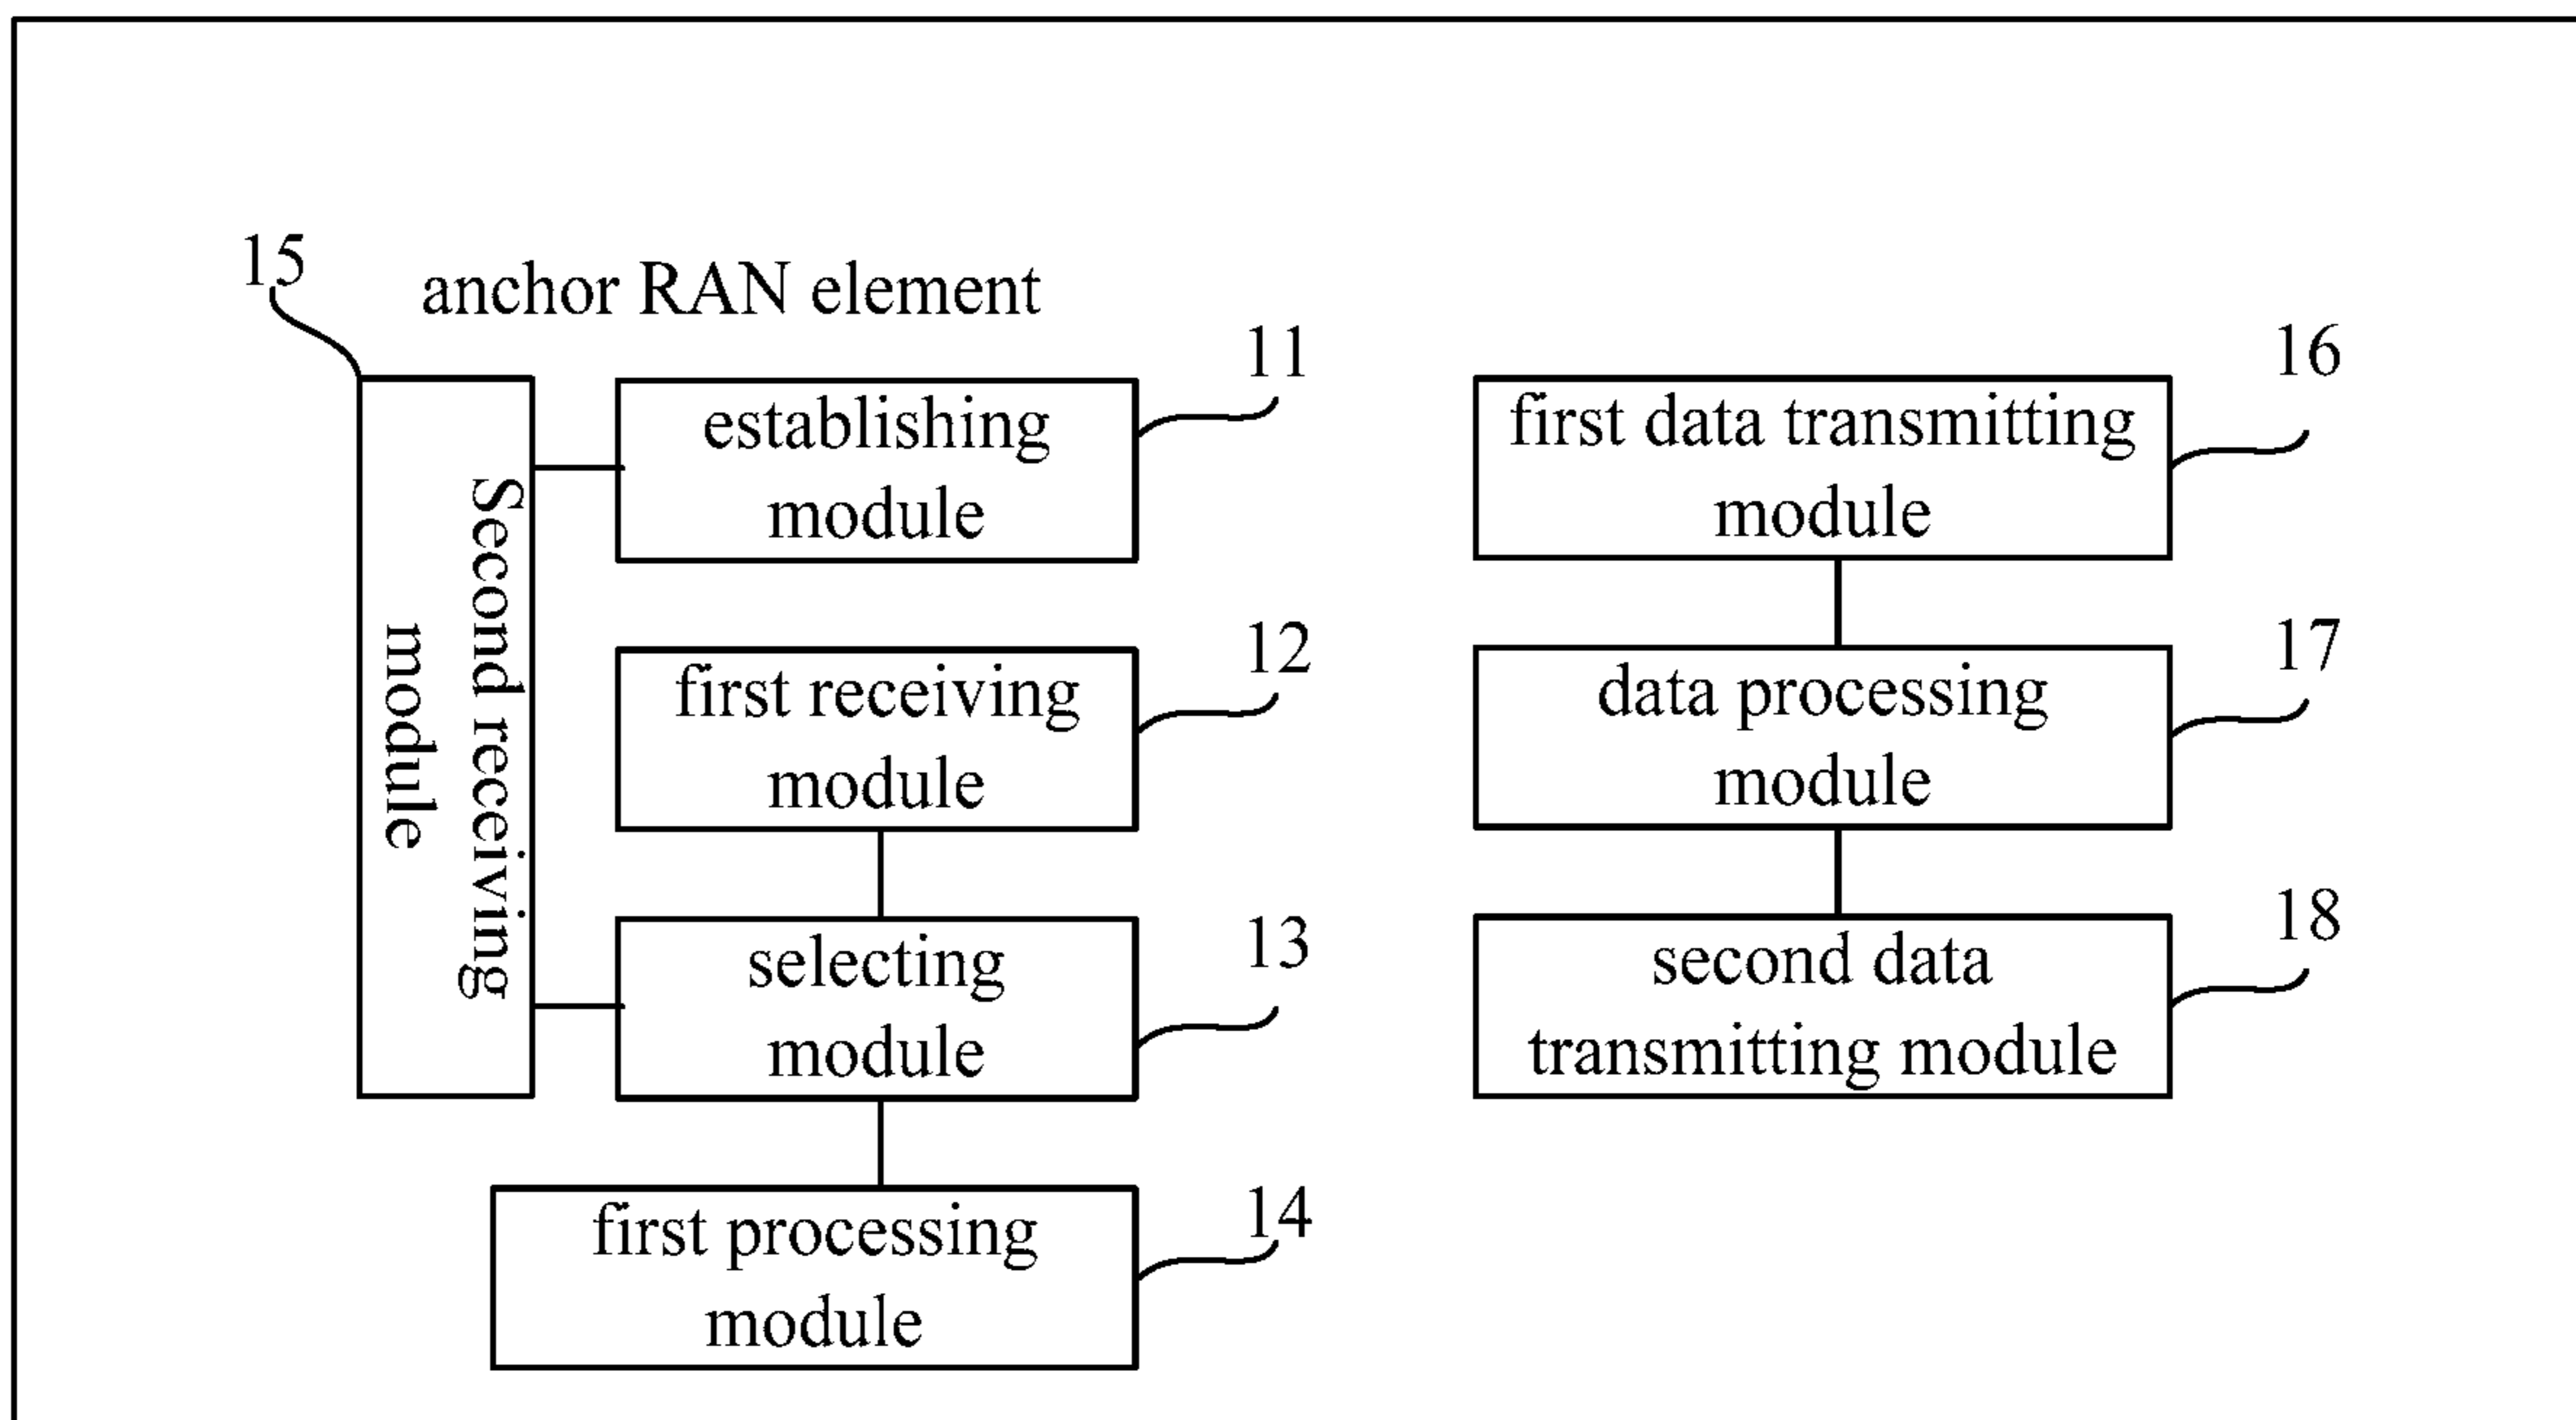 15
anchor RAN element
Second receiving
module
11
establishing
module
12
first receiving
module
13
selecting
module
14
first processing
module
16
first data transmitting
module
17
data processing
module
18
second data
transmitting module